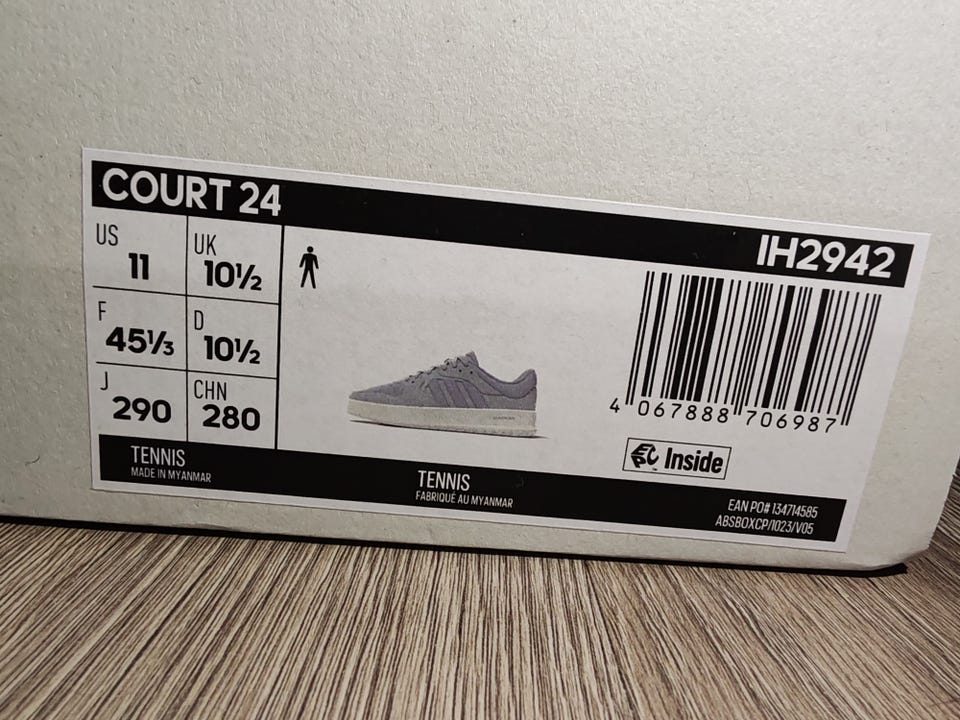 COURT 24
IH2942
US
11
UK
10½
F
45⅓
D
10½
J
290
CHN
280
4 067888 706987
EPC Inside
TENNIS
MADE IN MYANMAR
TENNIS
FABRIQUÉ AU MYANMAR
EAN PO# 134714585
ABSBOXCP/1023/V05